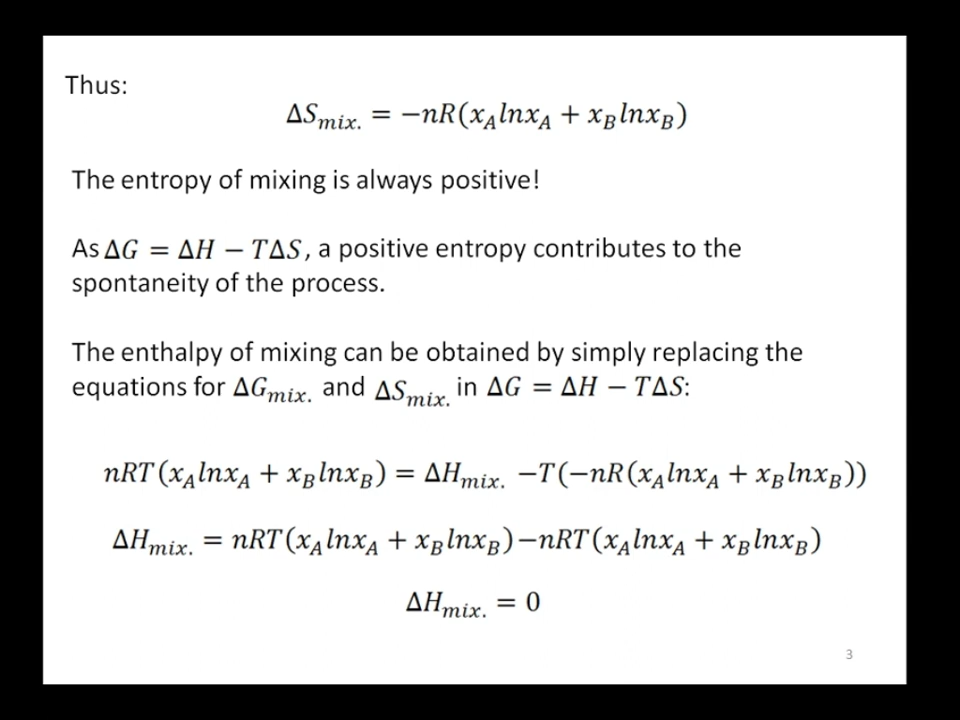 Thus:
ΔS_mix. = −nR(x_A lnx_A + x_B lnx_B)
The entropy of mixing is always positive!
As ΔG = ΔH − TΔS, a positive entropy contributes to the
spontaneity of the process.
The enthalpy of mixing can be obtained by simply replacing the
equations for ΔG_mix. and ΔS_mix. in ΔG = ΔH − TΔS:
nRT(x_A lnx_A + x_B lnx_B) = ΔH_mix. −T(−nR(x_A lnx_A + x_B lnx_B))
ΔH_mix. = nRT(x_A lnx_A + x_B lnx_B)−nRT(x_A lnx_A + x_B lnx_B)
ΔH_mix. = 0
3